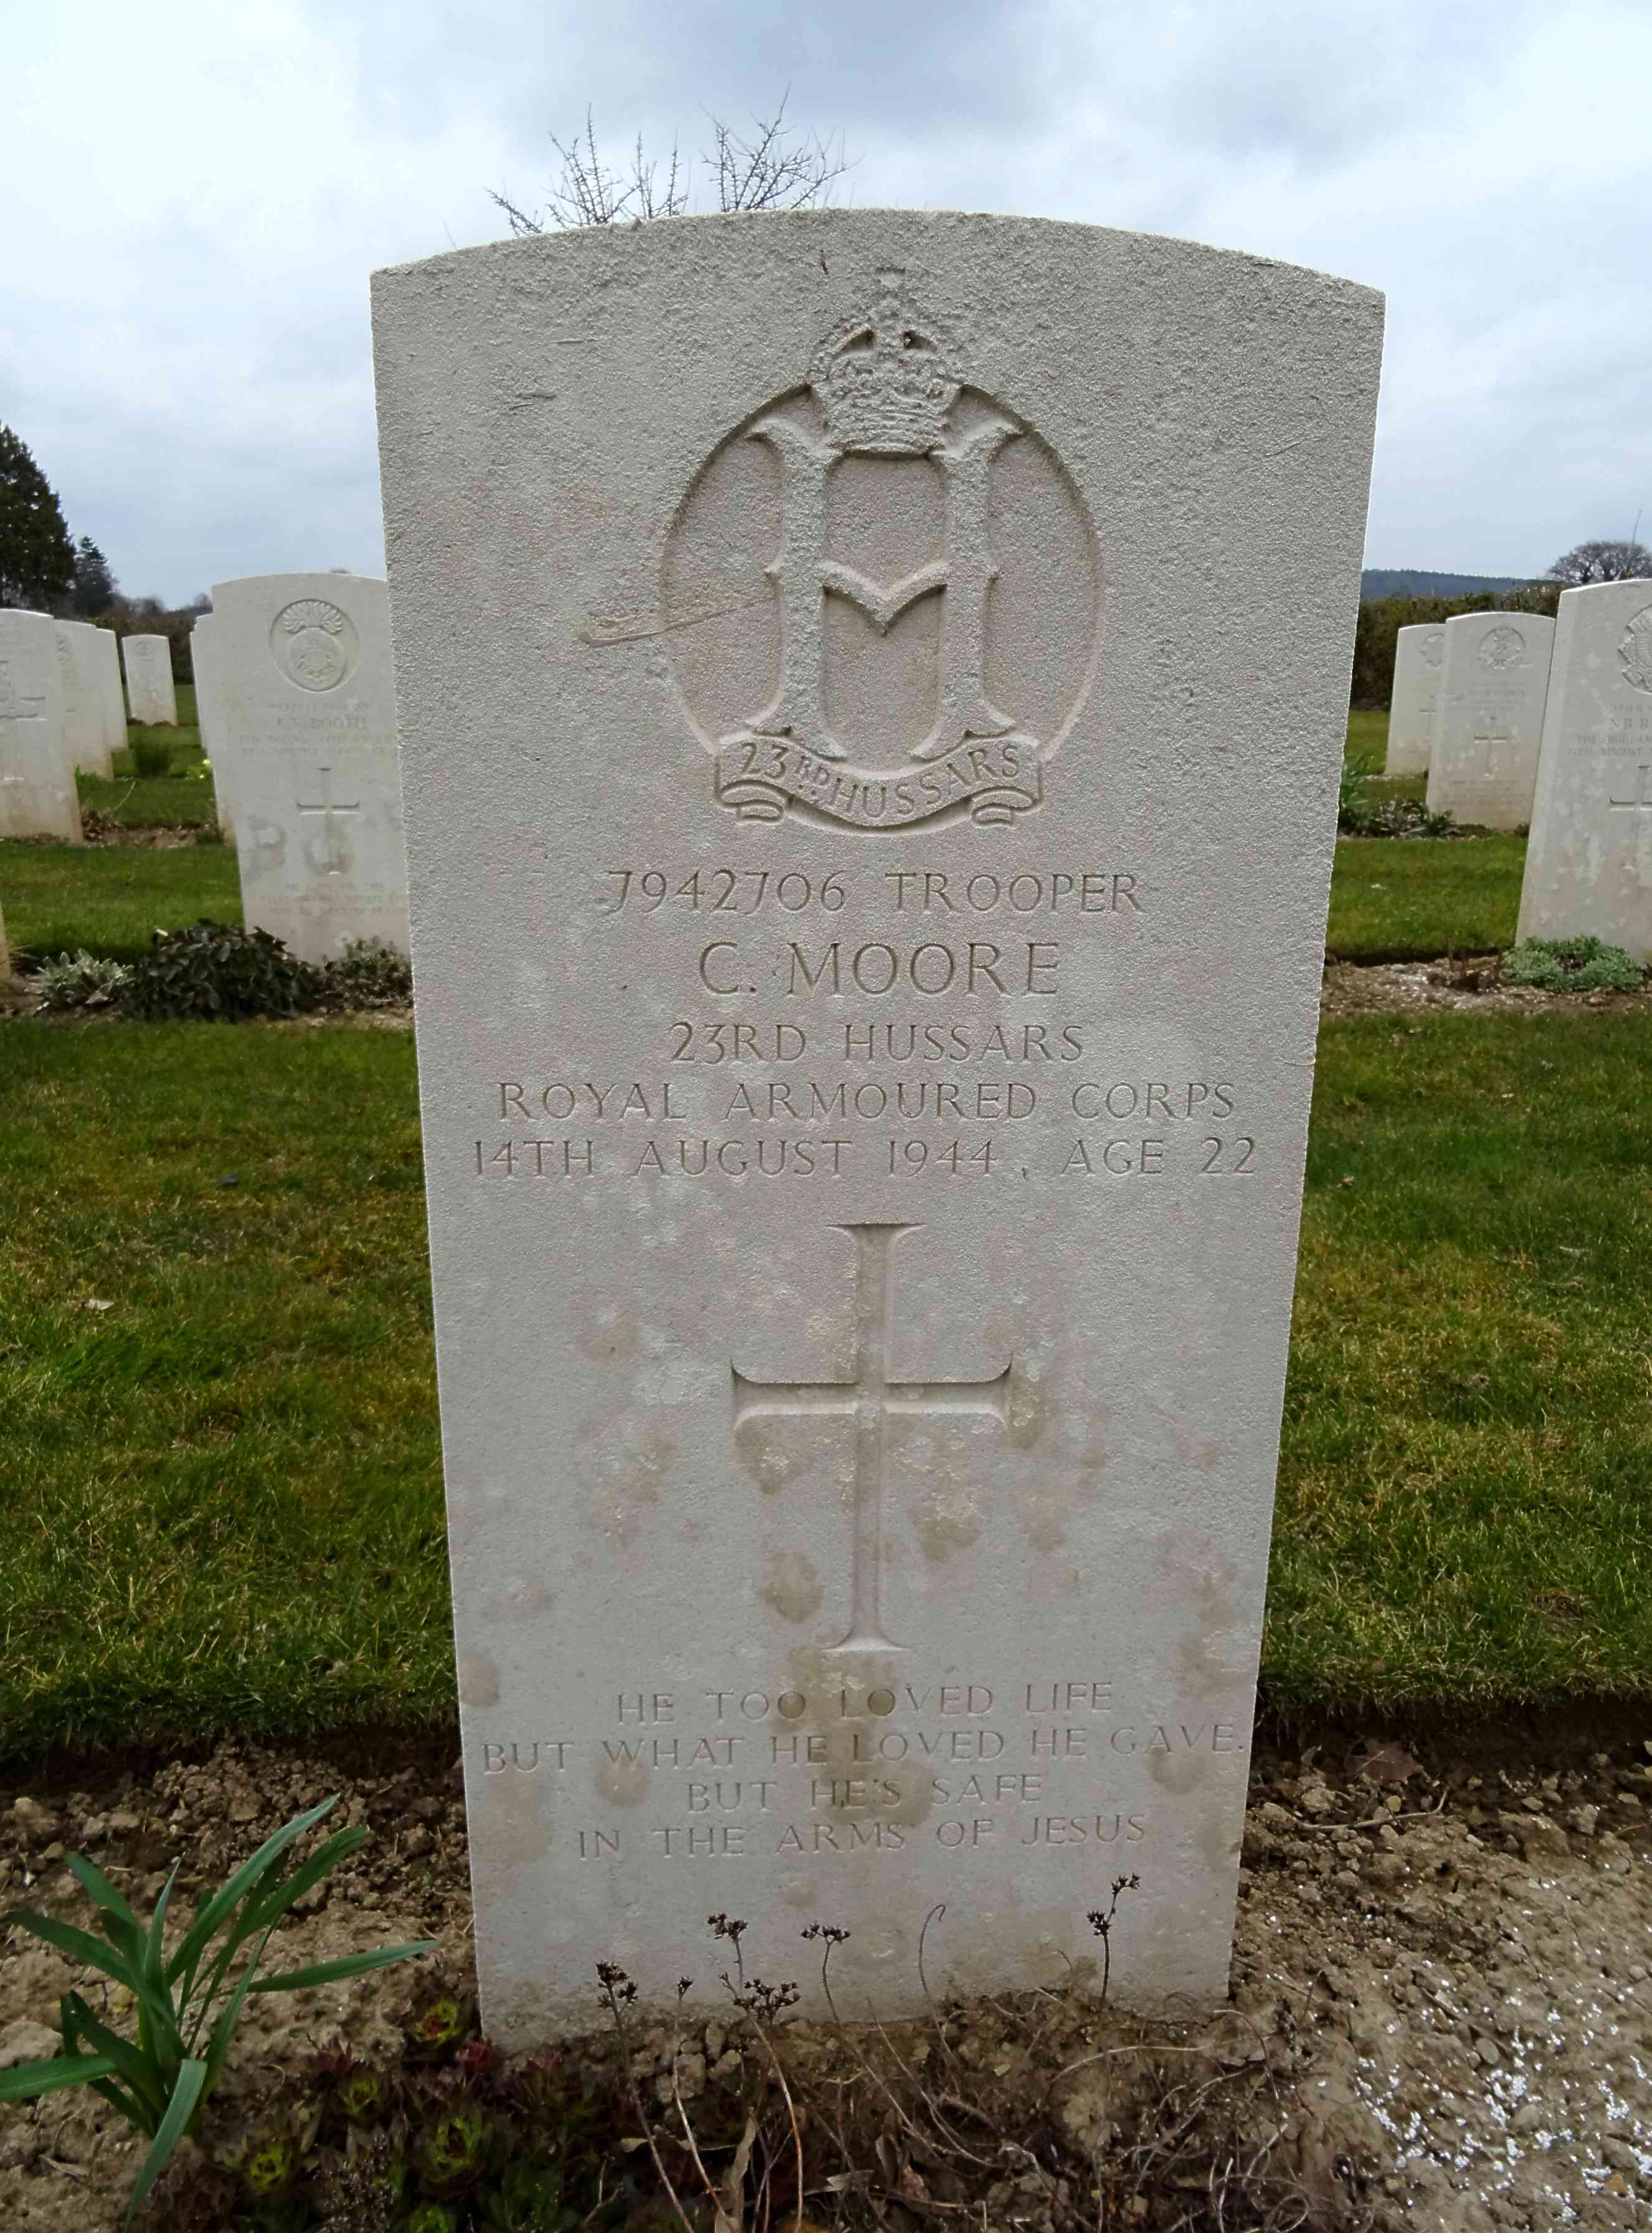 23RD HUSSARS
7942706 TROOPER
C. MOORE
23RD HUSSARS
ROYAL ARMOURED CORPS
14TH AUGUST 1944, AGE 22
HE TOO LOVED LIFE
BUT WHAT HE LOVED HE GAVE.
BUT HE'S SAFE
IN THE ARMS OF JESUS
BOOTH